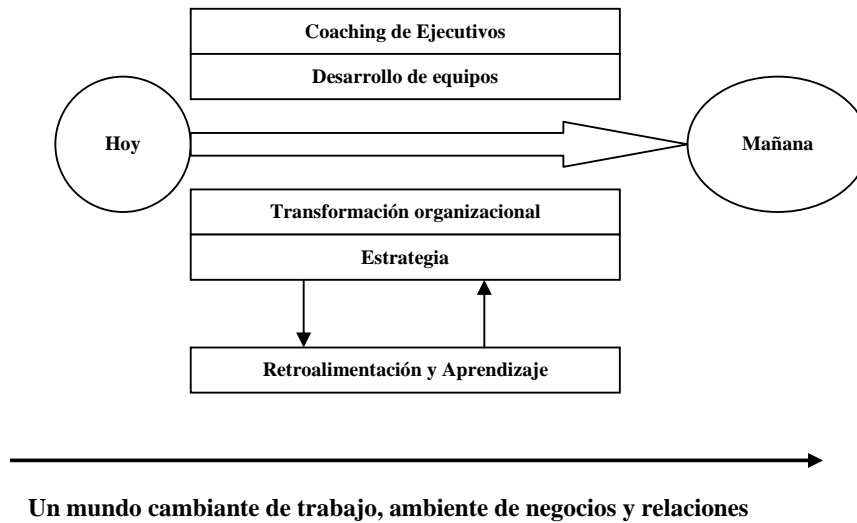 Coaching de Ejecutivos
Desarrollo de equipos
Hoy
Mañana
Transformación organizacional
Estrategia
Retroalimentación y Aprendizaje
Un mundo cambiante de trabajo, ambiente de negocios y relaciones